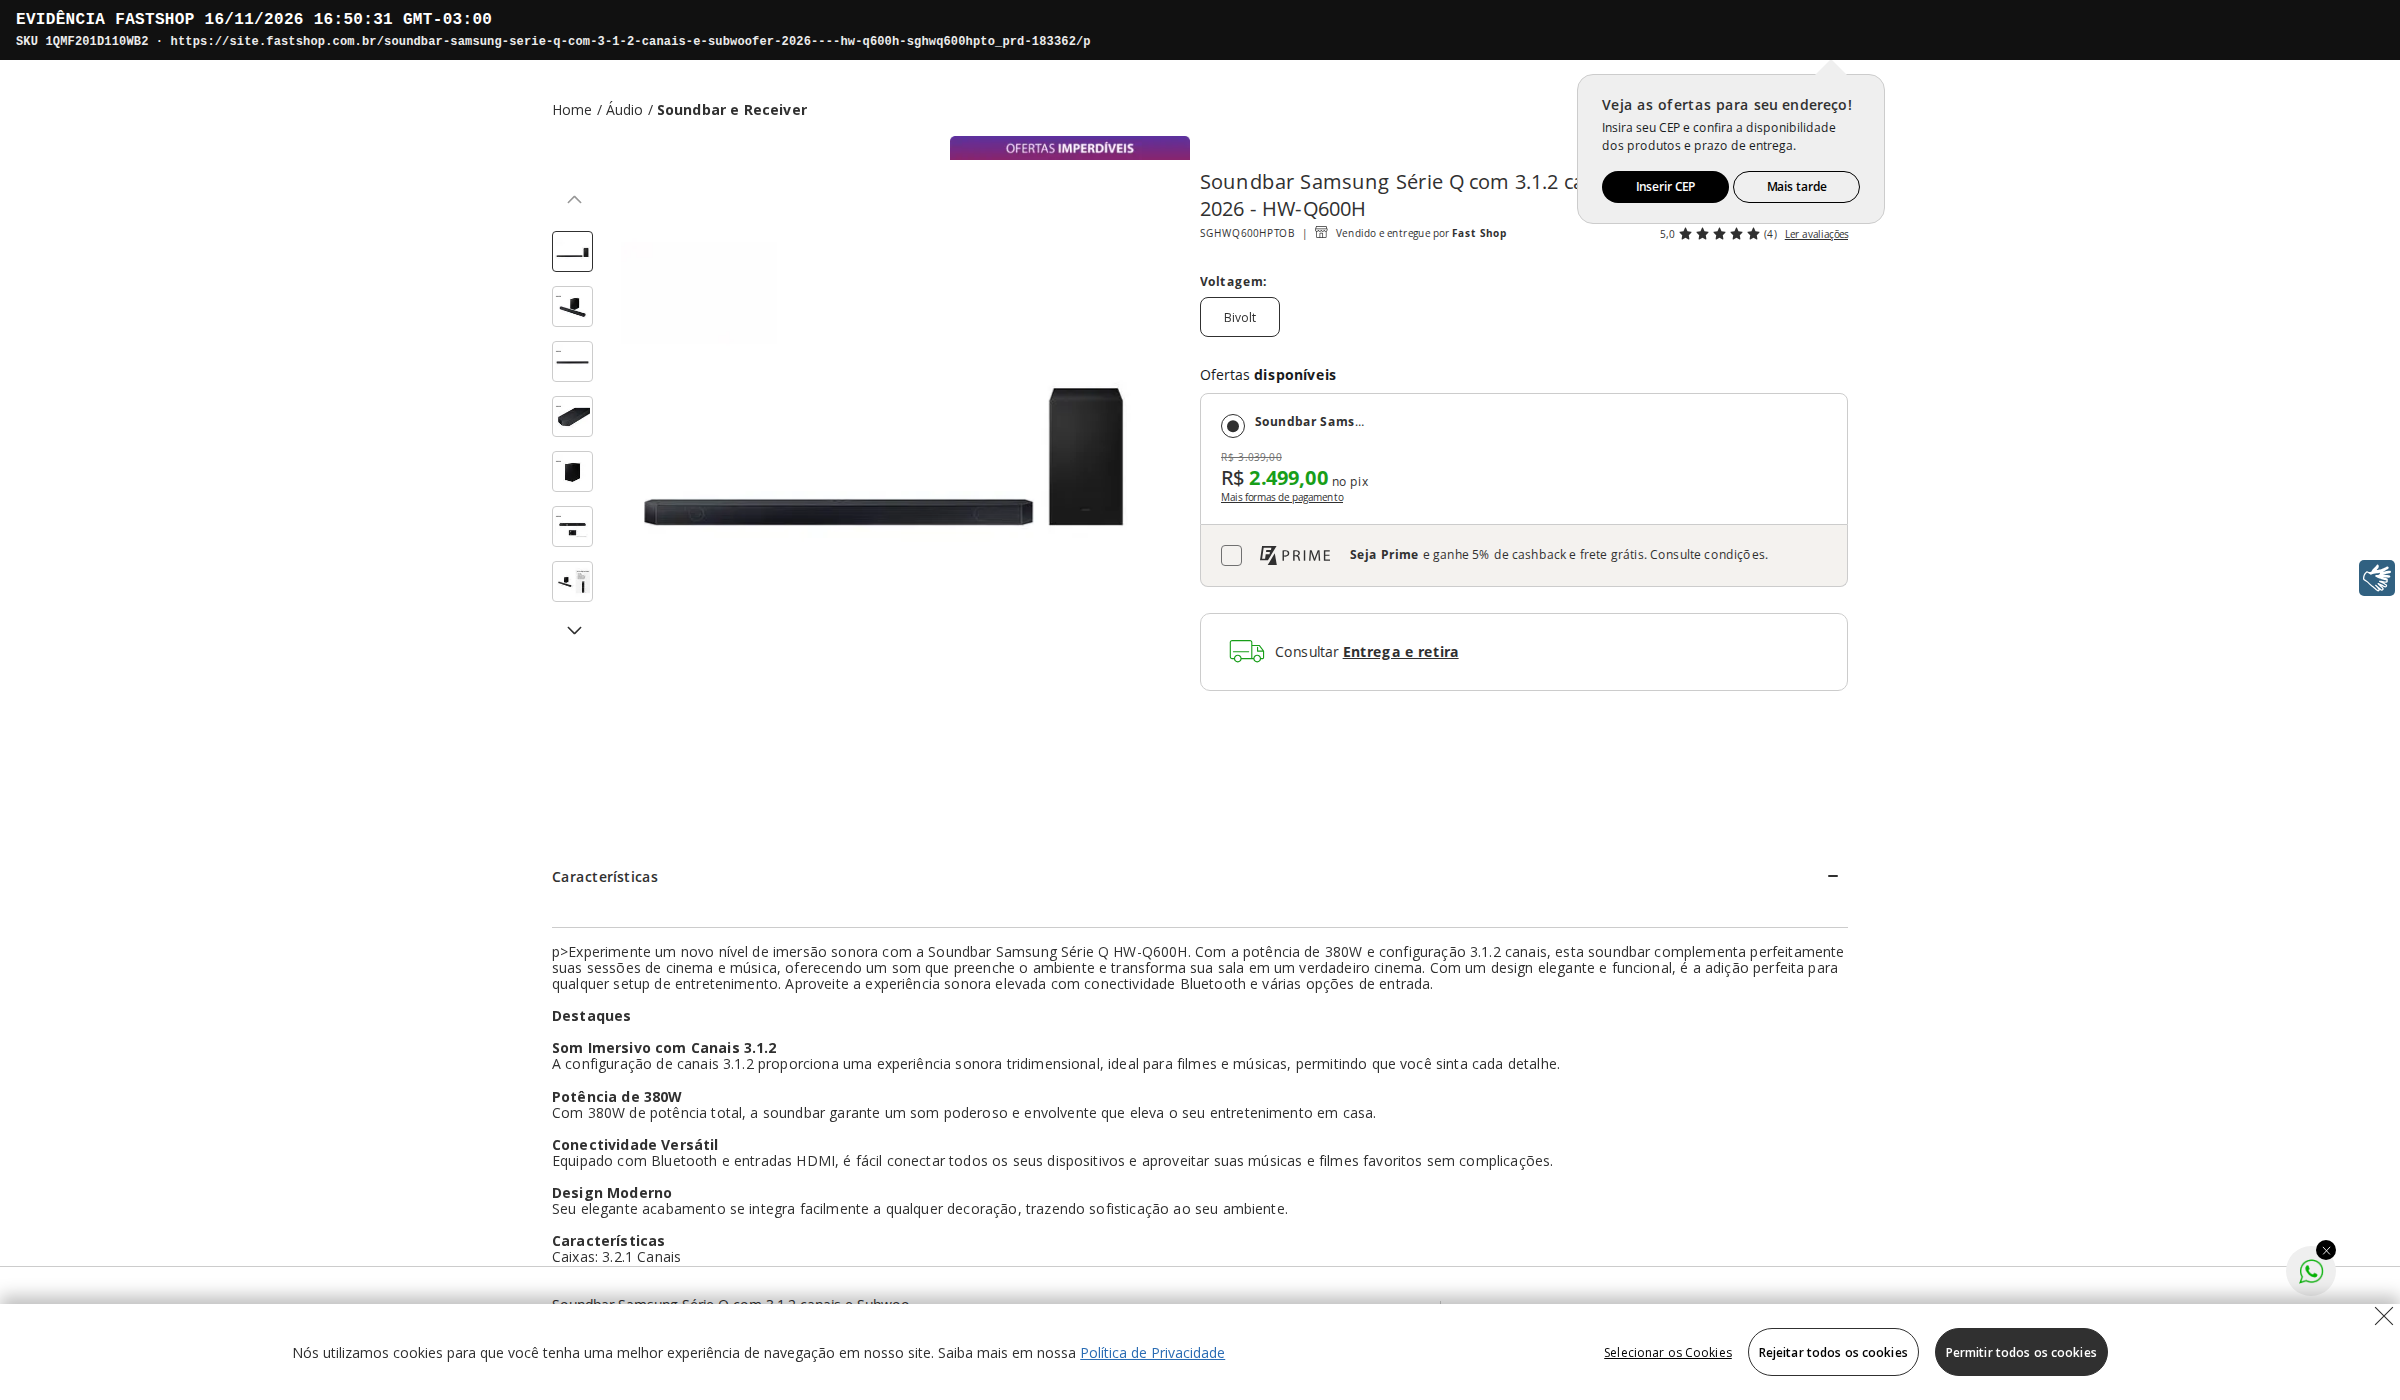 EVIDÊNCIA FASTSHOP 16/11/2026 16:50:31 GMT-03:00
SKU 1QMF201D110WB2 · https://site.fastshop.com.br/soundbar-samsung-serie-q-com-3-1-2-canais-e-subwoofer-2026----hw-q600h-sghwq600hpto_prd-183362/p
Veja as ofertas para seu endereço!
Insira seu CEP e confira a disponibilidade
dos produtos e prazo de entrega.
Inserir CEP
Mais tarde
Home / Áudio / Soundbar e Receiver
OFERTAS IMPERDÍVEIS
Soundbar Samsung Série Q com 3.1.2 ca
2026 - HW-Q600H
SGHWQ600HPTOB | Vendido e entregue por Fast Shop
5,0 (4) Ler avaliações
Voltagem:
Bivolt
Ofertas disponíveis
Soundbar Sams...
R$ 3.039,00
R$ 2.499,00 no pix
Mais formas de pagamento
PRIME Seja Prime e ganhe 5% de cashback e frete grátis. Consulte condições.
Consultar Entrega e retira
Características
p>Experimente um novo nível de imersão sonora com a Soundbar Samsung Série Q HW-Q600H. Com a potência de 380W e configuração 3.1.2 canais, esta soundbar complementa perfeitamente
suas sessões de cinema e música, oferecendo um som que preenche o ambiente e transforma sua sala em um verdadeiro cinema. Com um design elegante e funcional, é a adição perfeita para
qualquer setup de entretenimento. Aproveite a experiência sonora elevada com conectividade Bluetooth e várias opções de entrada.
Destaques
Som Imersivo com Canais 3.1.2
A configuração de canais 3.1.2 proporciona uma experiência sonora tridimensional, ideal para filmes e músicas, permitindo que você sinta cada detalhe.
Potência de 380W
Com 380W de potência total, a soundbar garante um som poderoso e envolvente que eleva o seu entretenimento em casa.
Conectividade Versátil
Equipado com Bluetooth e entradas HDMI, é fácil conectar todos os seus dispositivos e aproveitar suas músicas e filmes favoritos sem complicações.
Design Moderno
Seu elegante acabamento se integra facilmente a qualquer decoração, trazendo sofisticação ao seu ambiente.
Características
Caixas: 3.2.1 Canais
Soundbar Samsung Série Q com 3.1.2 canais e Subwoo
Nós utilizamos cookies para que você tenha uma melhor experiência de navegação em nosso site. Saiba mais em nossa Política de Privacidade
Selecionar os Cookies
Rejeitar todos os cookies
Permitir todos os cookies